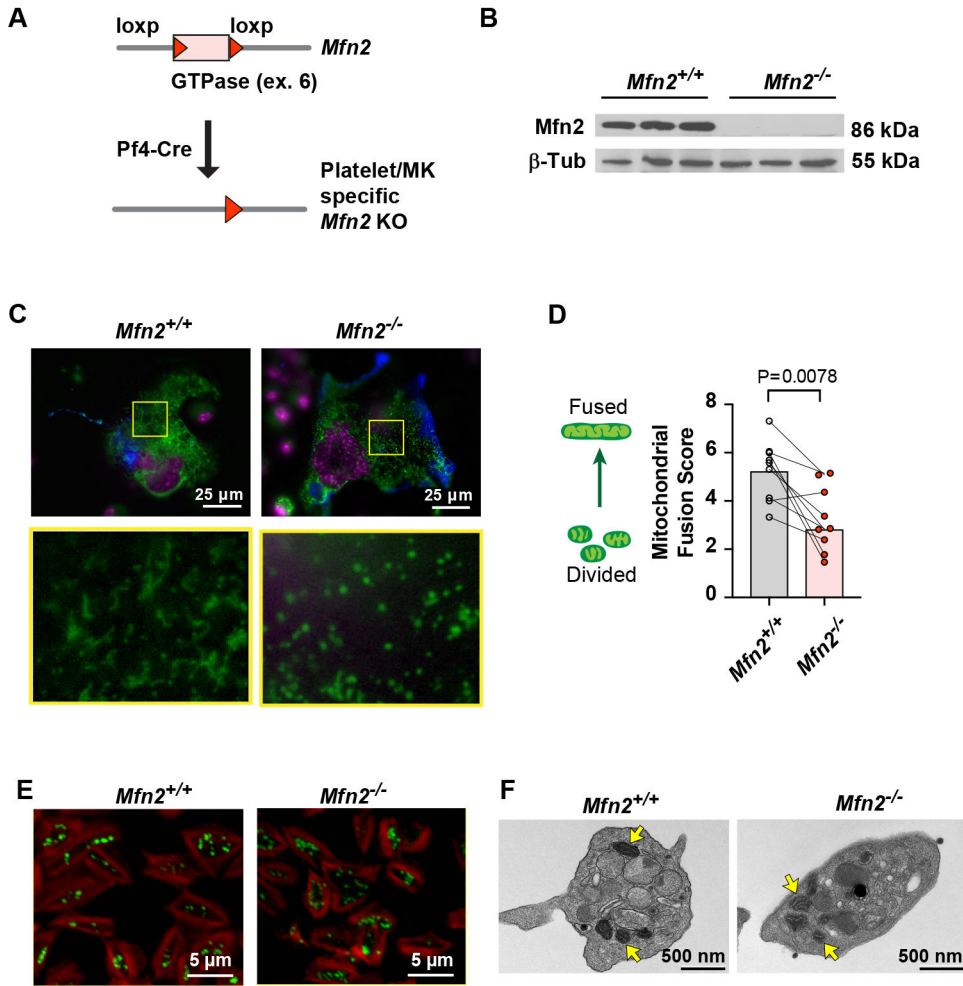 A
loxp loxp
Mfn2
GTPase (ex. 6)
Pf4-Cre
Platelet/MK
specific
Mfn2 KO
B
Mfn2+/+ Mfn2-/-
Mfn2 86 kDa
β-Tub 55 kDa
C
Mfn2+/+ Mfn2-/-
25 µm 25 µm
D
P=0.0078
Fused
Divided
Mitochondrial
Fusion Score
8
6
4
2
0
Mfn2+/+ Mfn2-/-
E
Mfn2+/+ Mfn2-/-
5 µm 5 µm
F
Mfn2+/+ Mfn2-/-
500 nm 500 nm